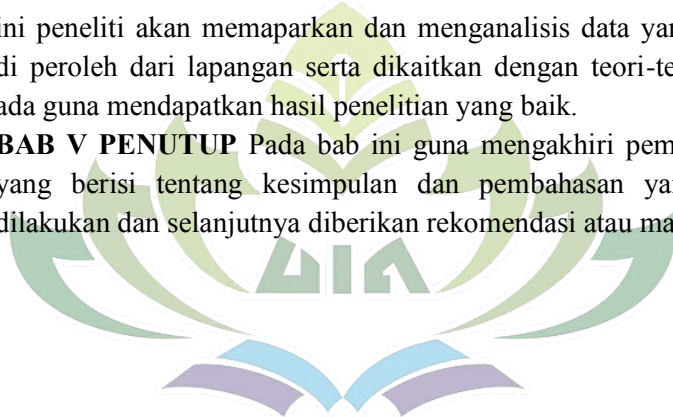 ini peneliti akan memaparkan dan menganalisis data yan
di peroleh dari lapangan serta dikaitkan dengan teori-te
ada guna mendapatkan hasil penelitian yang baik.
BAB V PENUTUP Pada bab ini guna mengakhiri pem
yang berisi tentang kesimpulan dan pembahasan ya
dilakukan dan selanjutnya diberikan rekomendasi atau ma
UIN